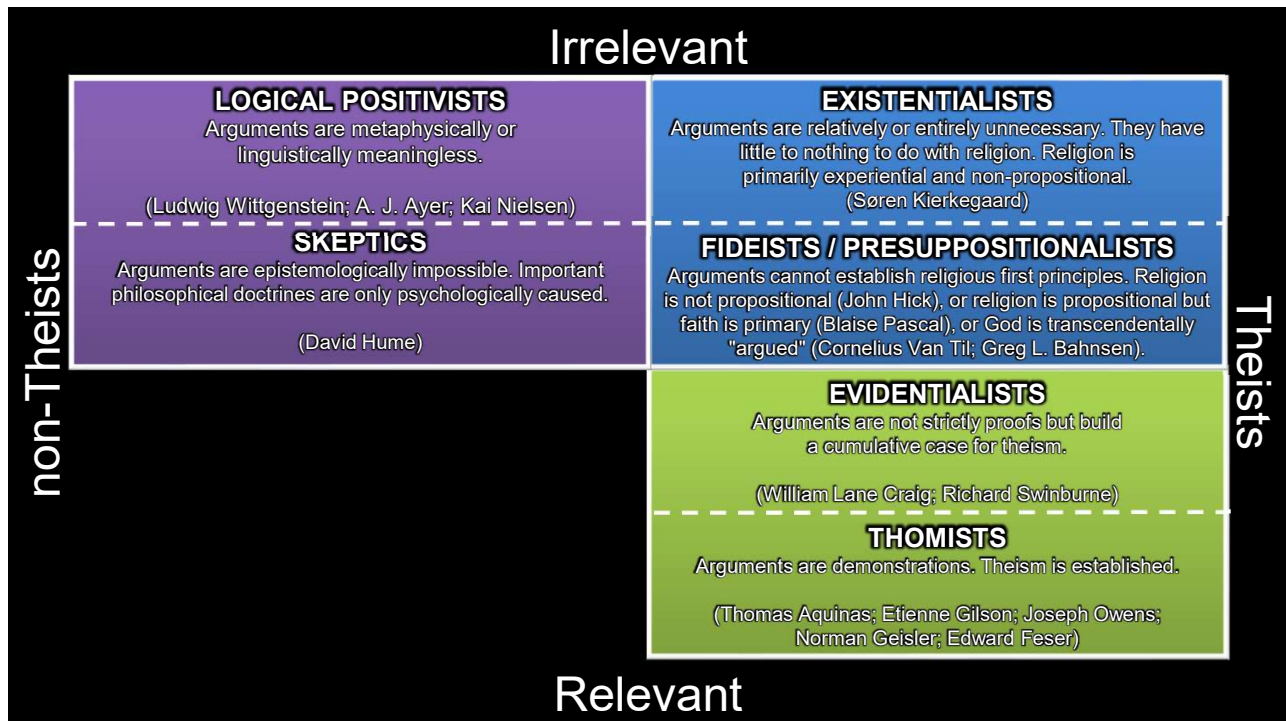 Irrelevant
LOGICAL POSITIVISTS
Arguments are metaphysically or
linguistically meaningless.
(Ludwig Wittgenstein; A. J. Ayer; Kai Nielsen)
SKEPTICS
Arguments are epistemologically impossible. Important
philosophical doctrines are only psychologically caused.
(David Hume)
EXISTENTIALISTS
Arguments are relatively or entirely unnecessary. They have
little to nothing to do with religion. Religion is
primarily experiential and non-propositional.
(Søren Kierkegaard)
FIDEISTS / PRESUPPOSITIONALISTS
Arguments cannot establish religious first principles. Religion
is not propositional (John Hick), or religion is propositional but
faith is primary (Blaise Pascal), or God is transcendentally
"argued" (Cornelius Van Til; Greg L. Bahnsen).
EVIDENTIALISTS
Arguments are not strictly proofs but build
a cumulative case for theism.
(William Lane Craig; Richard Swinburne)
THOMISTS
Arguments are demonstrations. Theism is established.
(Thomas Aquinas; Etienne Gilson; Joseph Owens;
Norman Geisler; Edward Feser)
non-Theists
Theists
Relevant